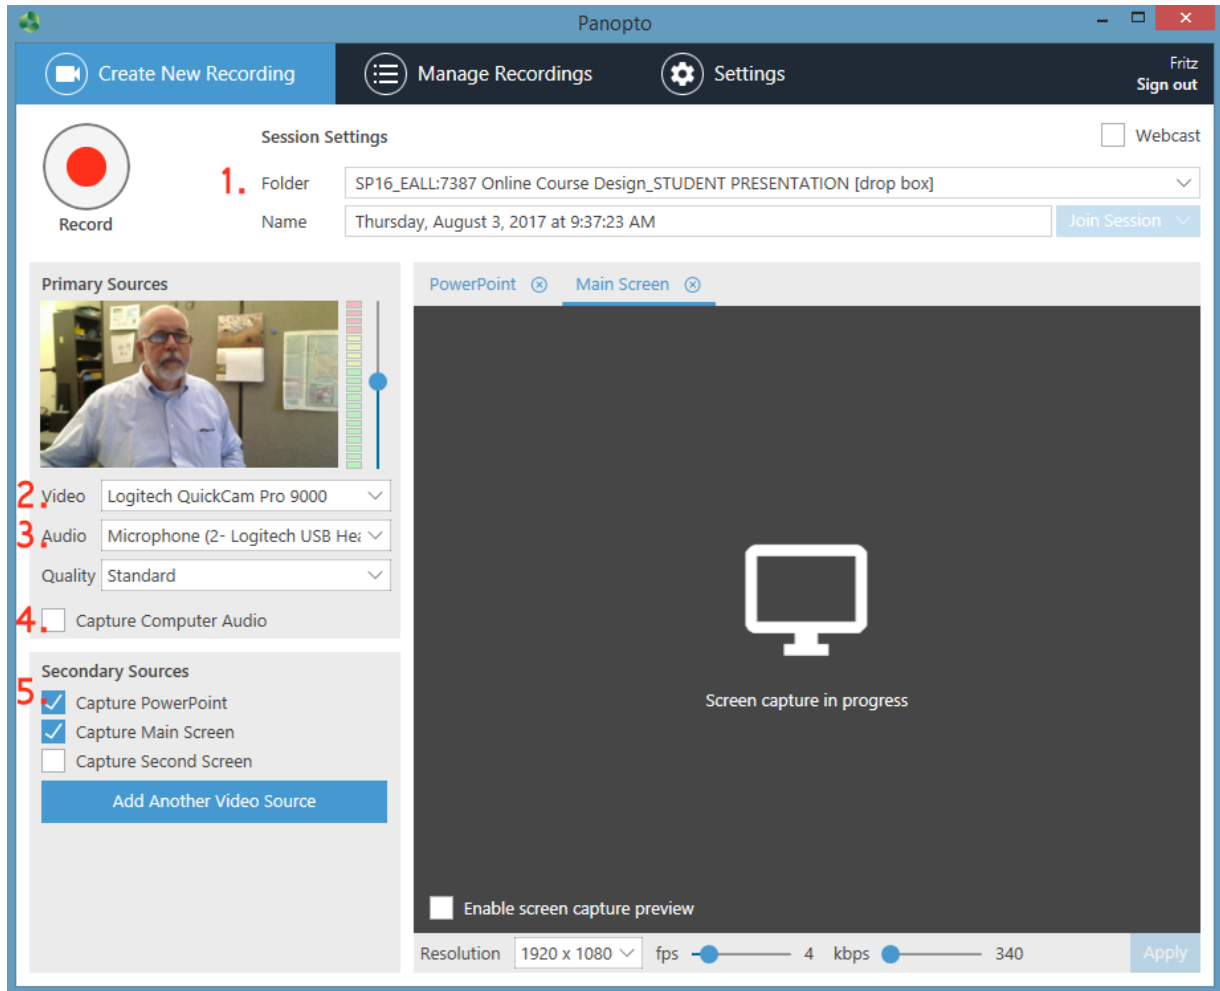 Panopto
Create New Recording
Manage Recordings
Settings
Fritz
Sign out
Record
Session Settings
Webcast
1. Folder
SP16_EALL:7387 Online Course Design_STUDENT PRESENTATION [drop box]
Name
Thursday, August 3, 2017 at 9:37:23 AM
Join Session
Primary Sources
2. Video
Logitech QuickCam Pro 9000
3. Audio
Microphone (2- Logitech USB Hea
Quality
Standard
4. Capture Computer Audio
Secondary Sources
5. Capture PowerPoint
Capture Main Screen
Capture Second Screen
Add Another Video Source
PowerPoint
Main Screen
Screen capture in progress
Enable screen capture preview
Resolution 1920 x 1080 fps 4 kbps 340
Apply